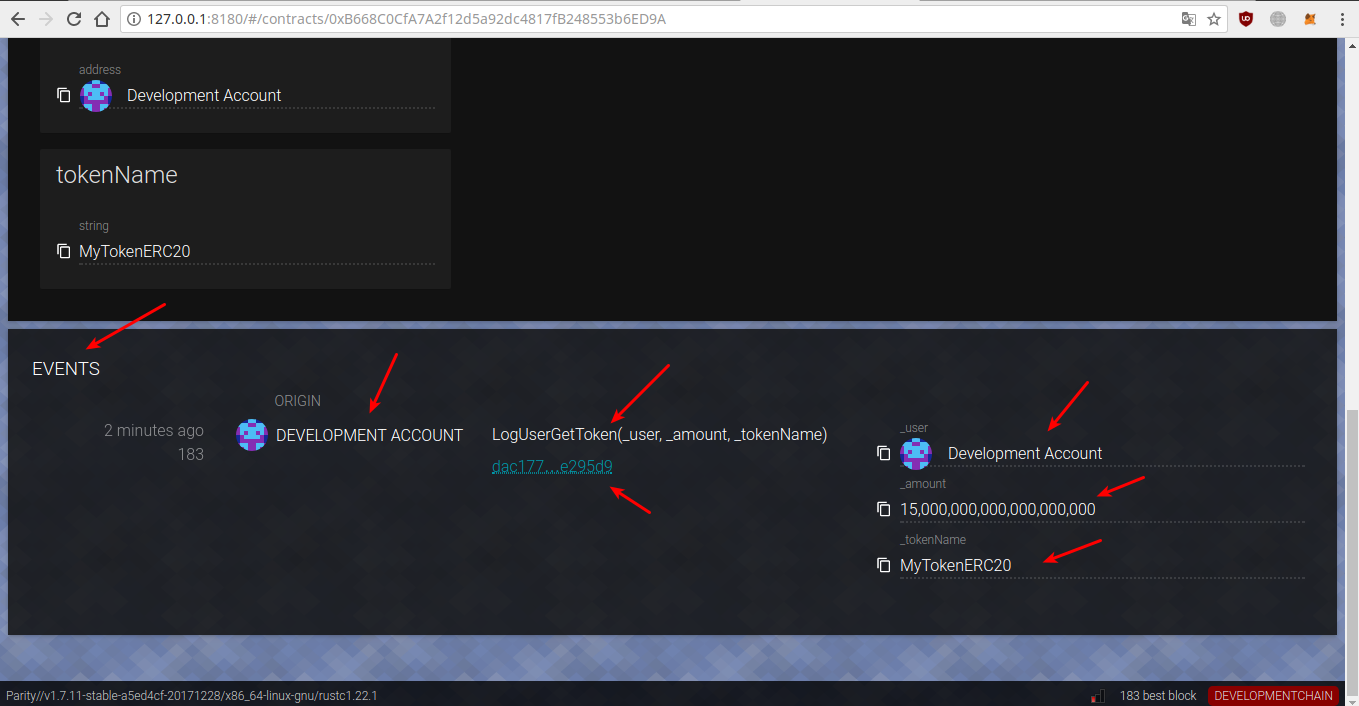 127.0.0.1:8180/#/contracts/0xB668C0CfA7A2f12d5a92dc4817fB248553b6ED9A
address
Development Account
tokenName
string
MyTokenERC20
EVENTS
ORIGIN
2 minutes ago
183
DEVELOPMENT ACCOUNT
LogUserGetToken(_user, _amount, _tokenName)
dac177...e295d9
_user
Development Account
_amount
15,000,000,000,000,000,000
_tokenName
MyTokenERC20
Parity//v1.7.11-stable-a5ed4cf-20171228/x86_64-linux-gnu/rustc1.22.1
183 best block
DEVELOPMENTCHAIN